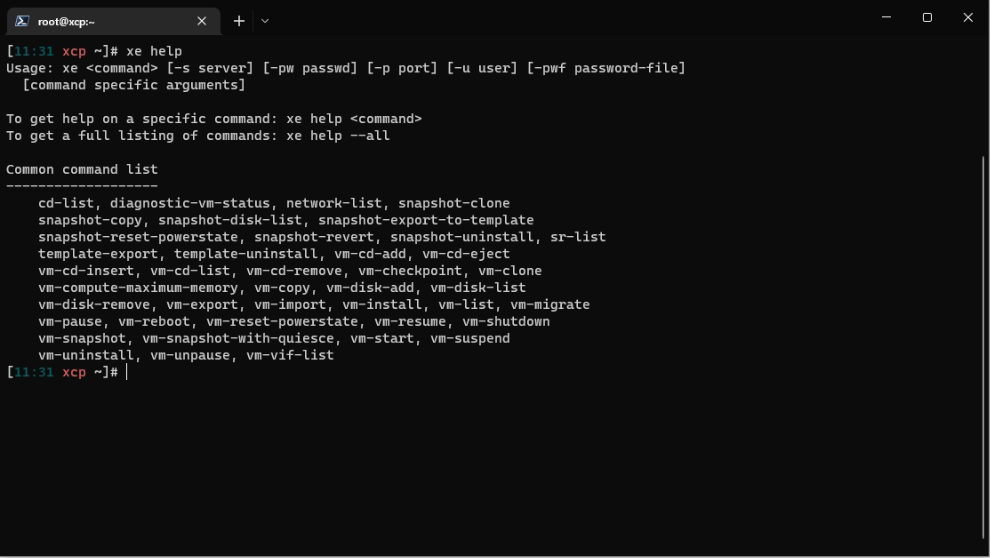 root@xcp:~
[11:31 xcp ~]# xe help
Usage: xe <command> [-s server] [-pw passwd] [-p port] [-u user] [-pwf password-file]
  [command specific arguments]
To get help on a specific command: xe help <command>
To get a full listing of commands: xe help --all
Common command list
-------------------
    cd-list, diagnostic-vm-status, network-list, snapshot-clone
    snapshot-copy, snapshot-disk-list, snapshot-export-to-template
    snapshot-reset-powerstate, snapshot-revert, snapshot-uninstall, sr-list
    template-export, template-uninstall, vm-cd-add, vm-cd-eject
    vm-cd-insert, vm-cd-list, vm-cd-remove, vm-checkpoint, vm-clone
    vm-compute-maximum-memory, vm-copy, vm-disk-add, vm-disk-list
    vm-disk-remove, vm-export, vm-import, vm-install, vm-list, vm-migrate
    vm-pause, vm-reboot, vm-reset-powerstate, vm-resume, vm-shutdown
    vm-snapshot, vm-snapshot-with-quiesce, vm-start, vm-suspend
    vm-uninstall, vm-unpause, vm-vif-list
[11:31 xcp ~]#